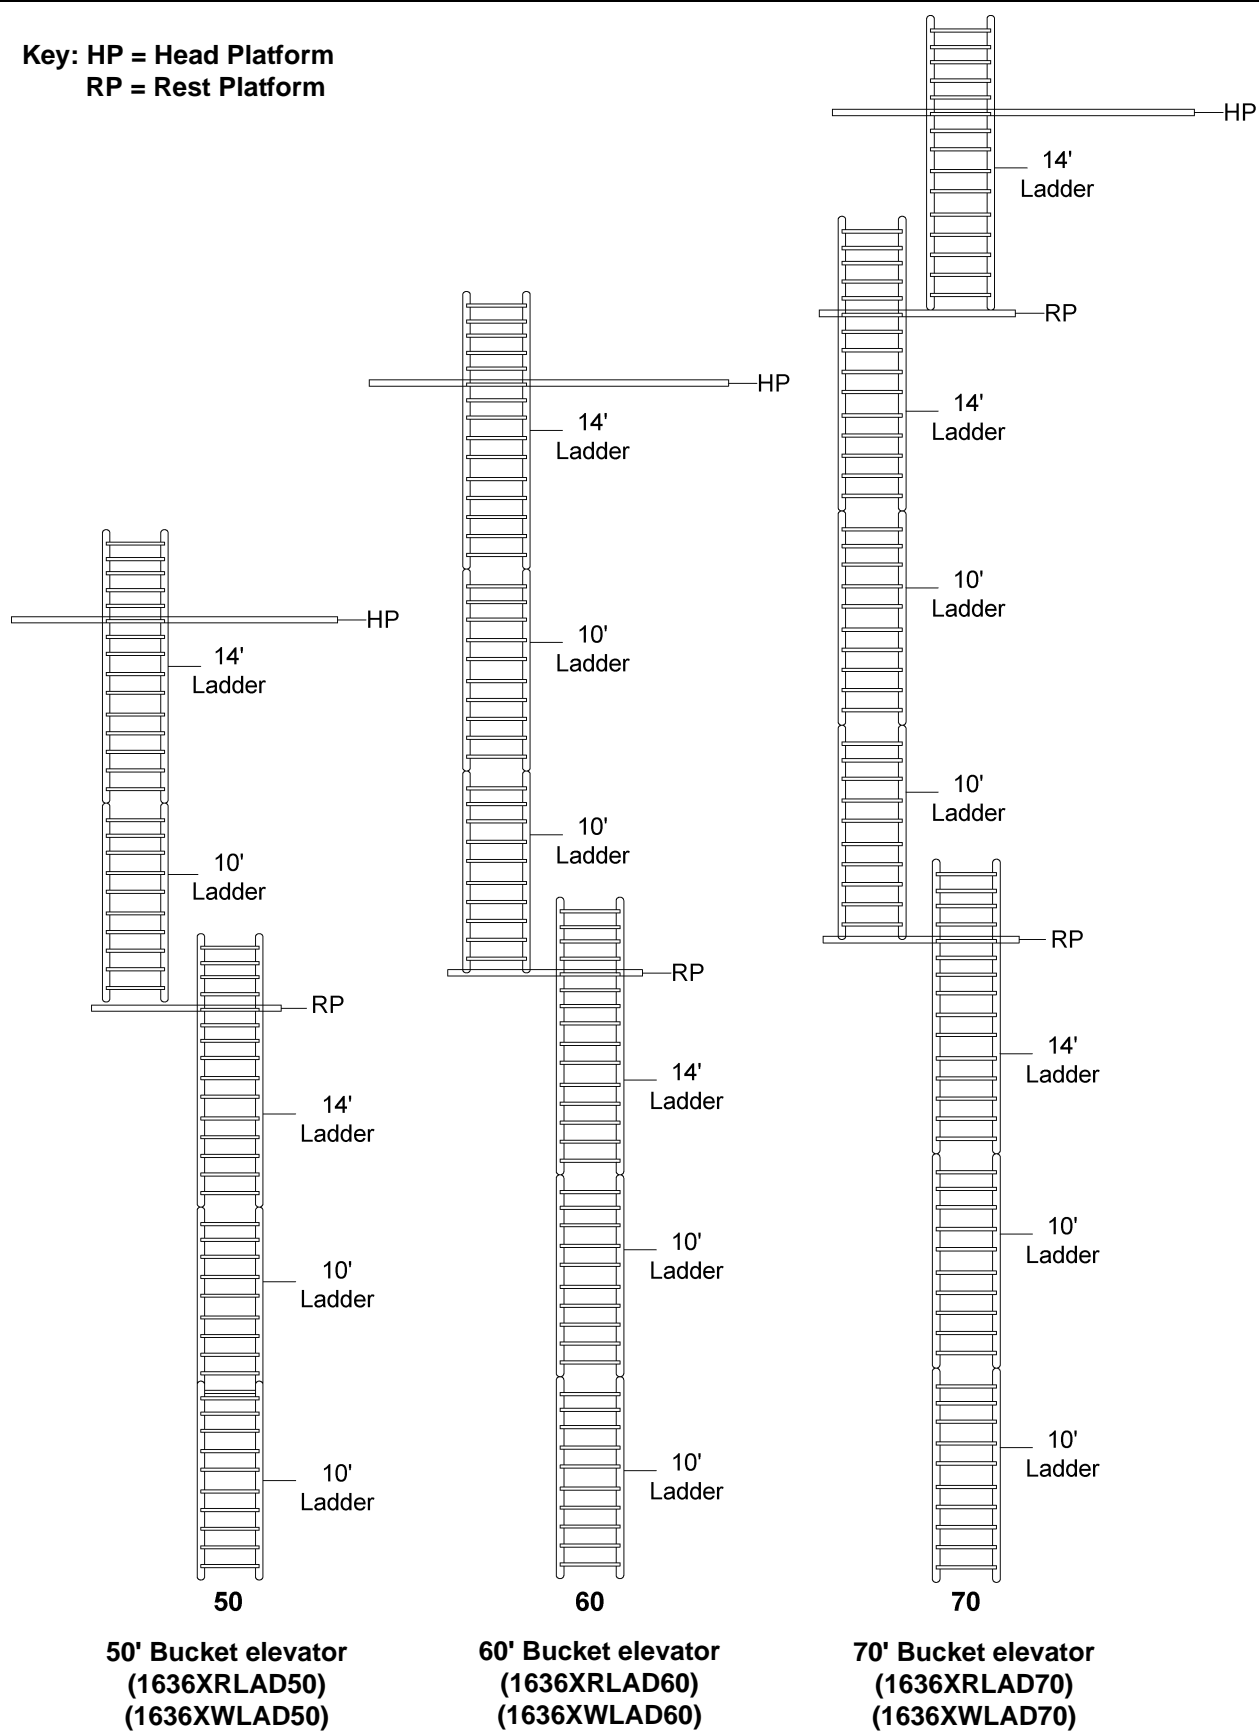 Key: HP = Head Platform
RP = Rest Platform
HP
14'
Ladder
10'
Ladder
RP
14'
Ladder
10'
Ladder
10'
Ladder
50
50' Bucket elevator
(1636XRLAD50)
(1636XWLAD50)
HP
14'
Ladder
10'
Ladder
10'
Ladder
RP
14'
Ladder
10'
Ladder
10'
Ladder
60
60' Bucket elevator
(1636XRLAD60)
(1636XWLAD60)
HP
14'
Ladder
RP
14'
Ladder
10'
Ladder
10'
Ladder
RP
14'
Ladder
10'
Ladder
10'
Ladder
70
70' Bucket elevator
(1636XRLAD70)
(1636XWLAD70)